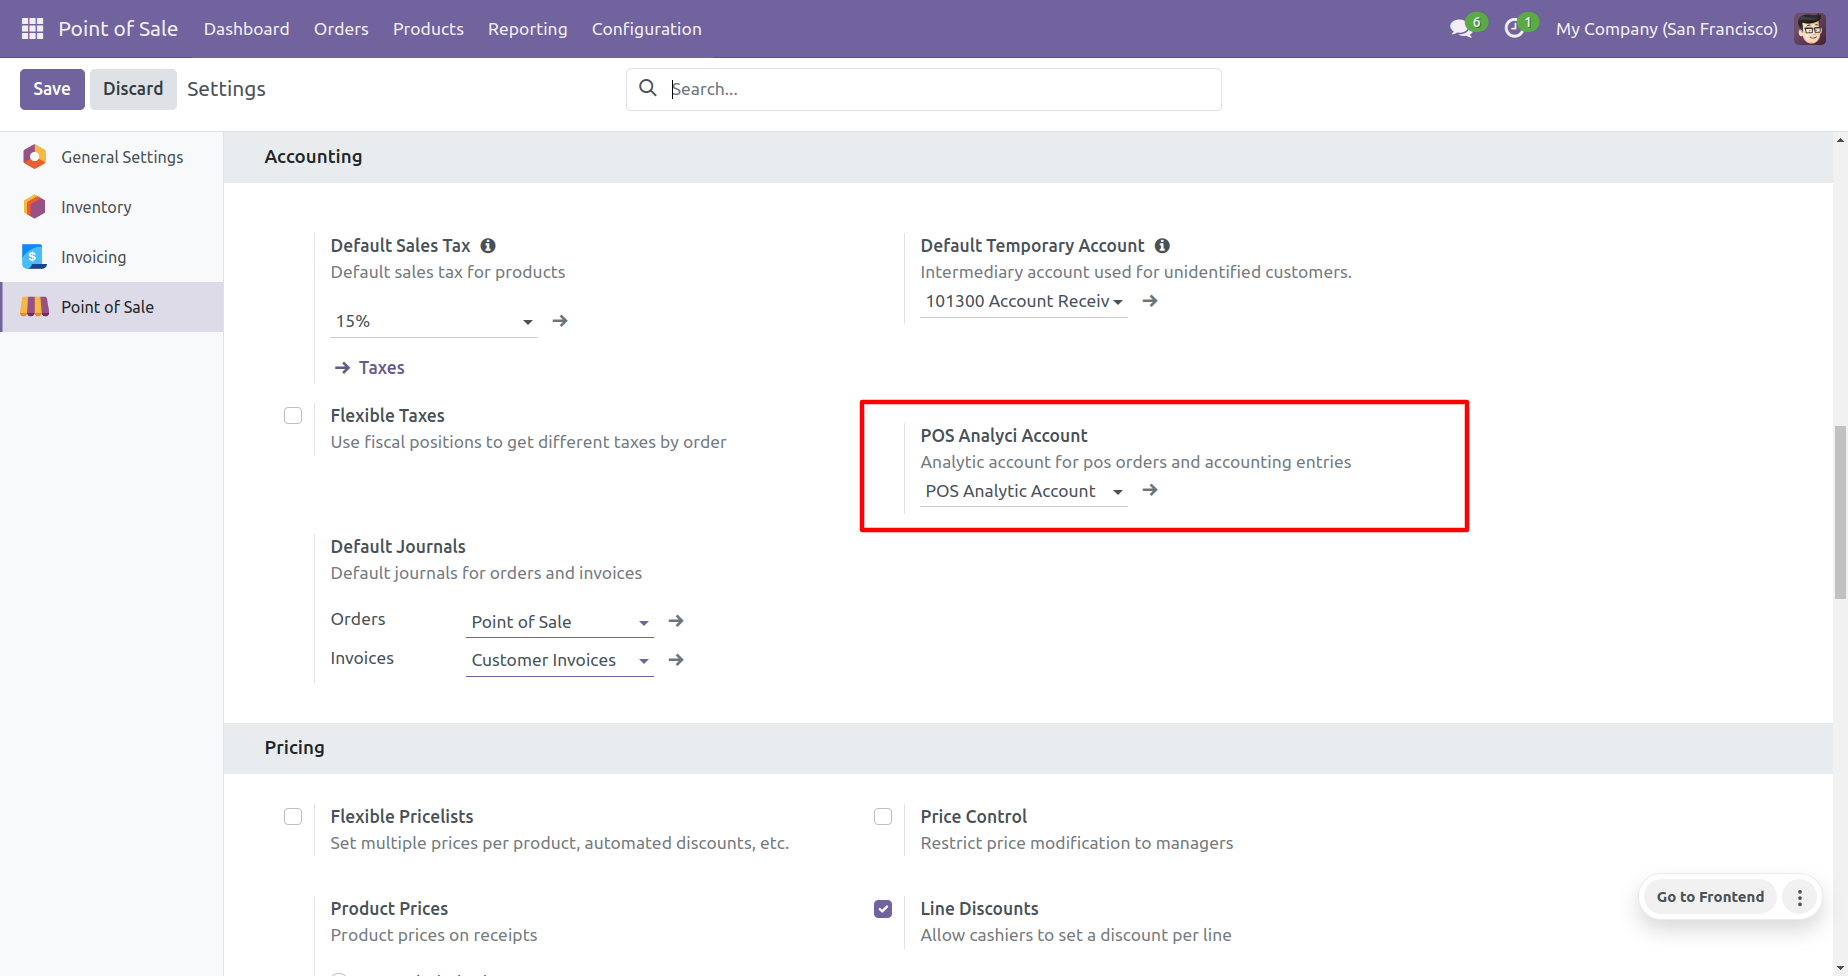 Point of Sale Dashboard Orders Products Reporting Configuration 6 1 My Company (San Francisco)
Save Discard Settings Search...
General Settings
Inventory
Invoicing
Point of Sale
Accounting
Default Sales Tax
Default sales tax for products
15%
Taxes
Default Temporary Account
Intermediary account used for unidentified customers.
101300 Account Receiv
Flexible Taxes
Use fiscal positions to get different taxes by order
POS Analyci Account
Analytic account for pos orders and accounting entries
POS Analytic Account
Default Journals
Default journals for orders and invoices
Orders Point of Sale
Invoices Customer Invoices
Pricing
Flexible Pricelists
Set multiple prices per product, automated discounts, etc.
Price Control
Restrict price modification to managers
Product Prices
Product prices on receipts
Line Discounts
Allow cashiers to set a discount per line
Go to Frontend